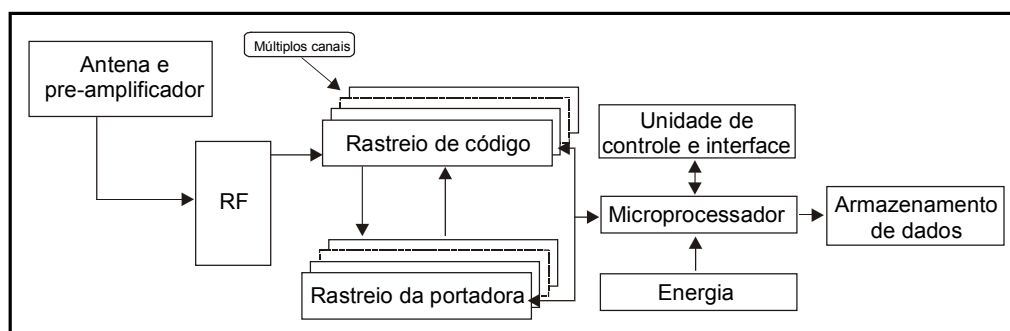 Múltiplos canais
Antena e
pre-amplificador
Rastreio de código
RF
Unidade de
controle e interface
Microprocessador
Armazenamento
de dados
Rastreio da portadora
Energia